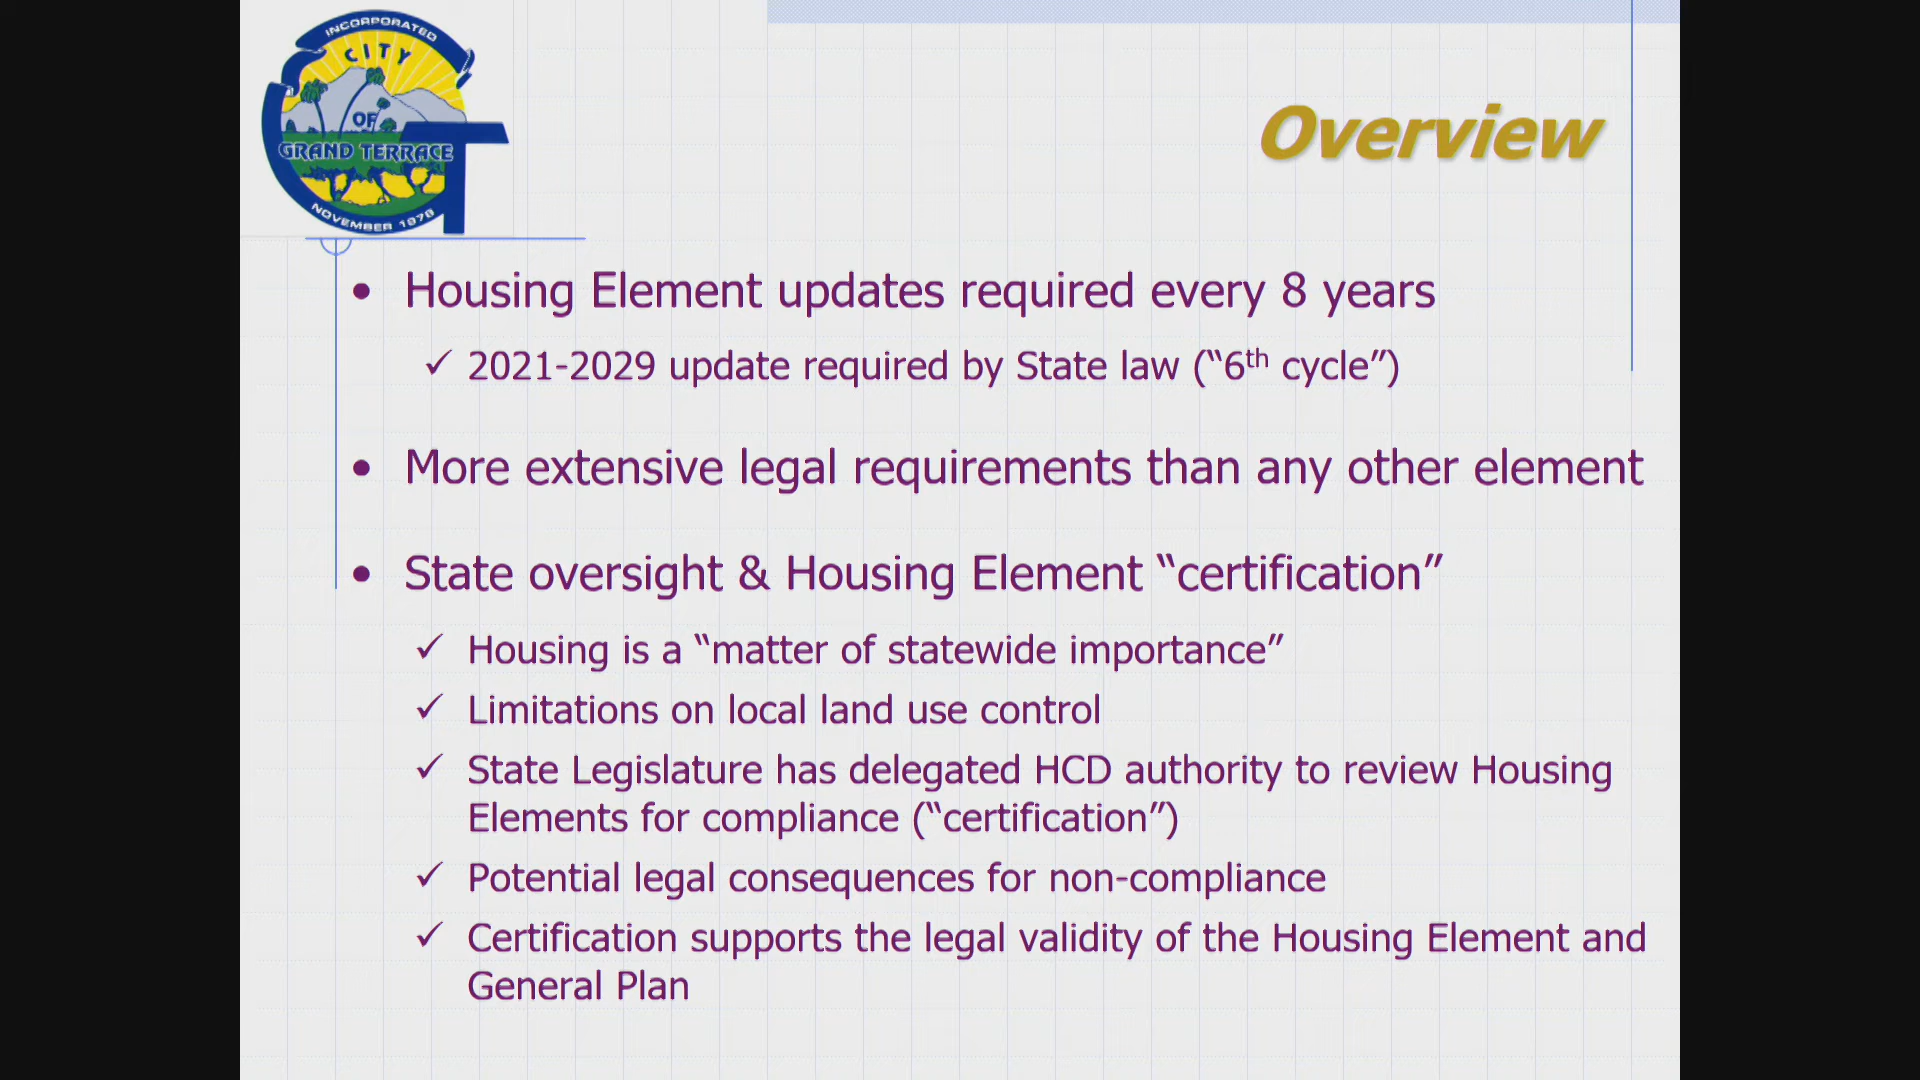 INCORPORATED
CITY
OF
GRAND TERRACE
NOVEMBER 1978
Overview
• Housing Element updates required every 8 years
✓ 2021-2029 update required by State law (“6th cycle”)
• More extensive legal requirements than any other element
• State oversight & Housing Element “certification”
✓ Housing is a “matter of statewide importance”
✓ Limitations on local land use control
✓ State Legislature has delegated HCD authority to review Housing
Elements for compliance (“certification”)
✓ Potential legal consequences for non-compliance
✓ Certification supports the legal validity of the Housing Element and
General Plan